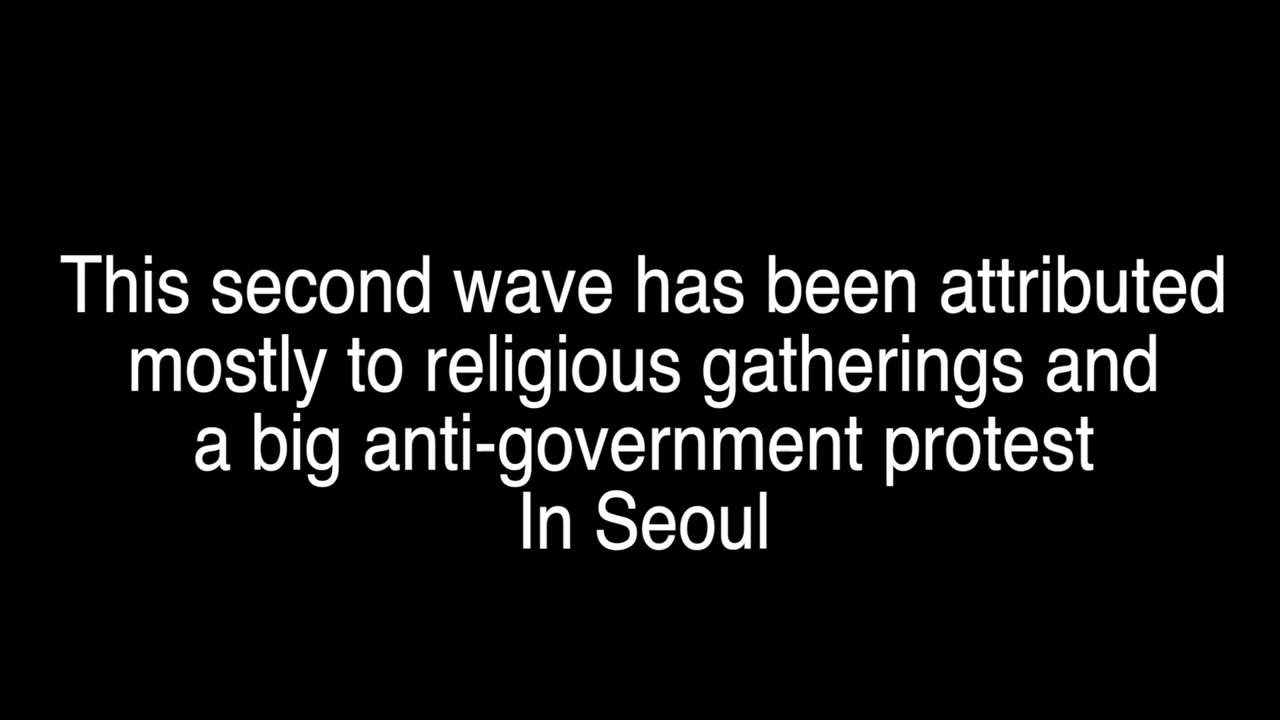 This second wave has been attributed
mostly to religious gatherings and
a big anti-government protest
In Seoul